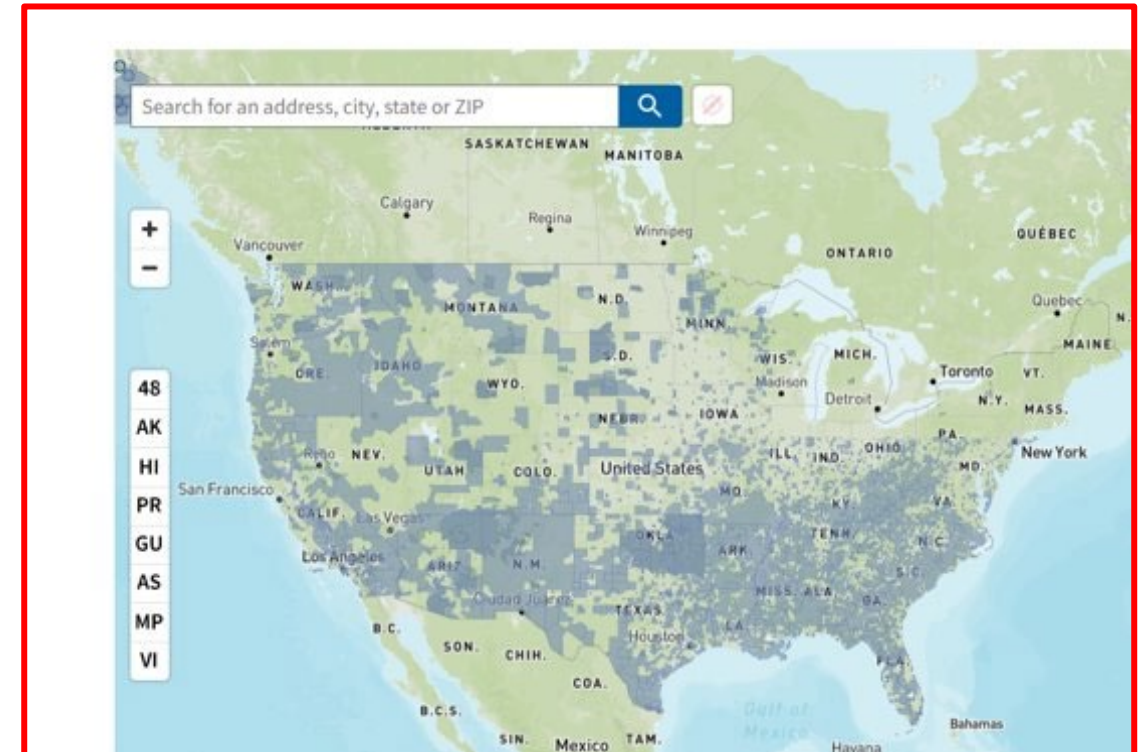 Search for an address, city, state or ZIP
SASKATCHEWAN
MANITOBA
Calgary
Regina
Winnipeg
Vancouver
ONTARIO
QUÉBEC
+
−
WASH.
MONTANA
N.D.
MINN.
Quebec
N.
MAINE
Salem
ORE.
IDAHO
S.D.
WIS.
MICH.
Toronto
VT.
WYO.
Madison
Detroit
N.Y.
MASS.
48
AK
HI
PR
GU
AS
MP
VI
NEBR.
IOWA
PA.
New York
Reno
NEV.
UTAH
COLO.
United States
ILL.
IND.
OHIO
MD.
San Francisco
MO.
KY.
VA.
CALIF.
Las Vegas
OKLA.
TENN.
N.C.
Los Angeles
ARIZ.
N.M.
ARK.
S.C.
Ciudad Juárez
MISS.
ALA.
GA.
TEXAS
LA.
B.C.
Houston
SON.
CHIH.
FLA.
COA.
B.C.S.
Gulf of
Mexico
Bahamas
SIN.
Mexico
TAM.
Havana